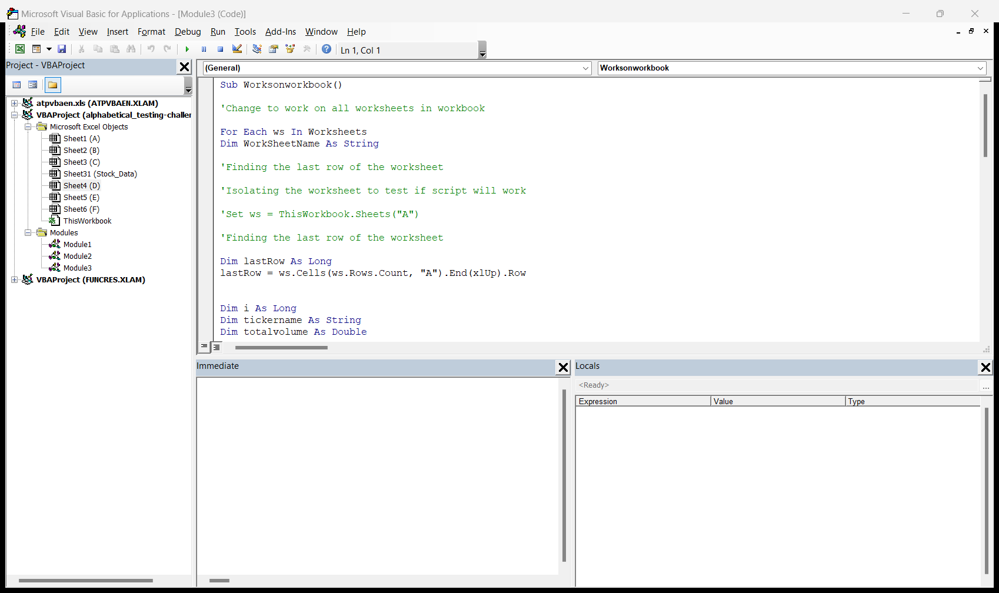 Microsoft Visual Basic for Applications - [Module3 (Code)]
File Edit View Insert Format Debug Run Tools Add-Ins Window Help
Ln 1, Col 1
Project - VBAProject
(General)
Worksonworkbook
atpvbaen.xls (ATPVBAEN.XLAM)
VBAProject (alphabetical_testing-challer
Microsoft Excel Objects
Sheet1 (A)
Sheet2 (B)
Sheet3 (C)
Sheet31 (Stock_Data)
Sheet4 (D)
Sheet5 (E)
Sheet6 (F)
ThisWorkbook
Modules
Module1
Module2
Module3
VBAProject (FUNCRES.XLAM)
Sub Worksonworkbook()
'Change to work on all worksheets in workbook
For Each ws In Worksheets
Dim WorkSheetName As String
'Finding the last row of the worksheet
'Isolating the worksheet to test if script will work
'Set ws = ThisWorkbook.Sheets("A")
'Finding the last row of the worksheet
Dim lastRow As Long
lastRow = ws.Cells(ws.Rows.Count, "A").End(xlUp).Row
Dim i As Long
Dim tickername As String
Dim totalvolume As Double
Immediate
Locals
<Ready>
...
Expression Value Type